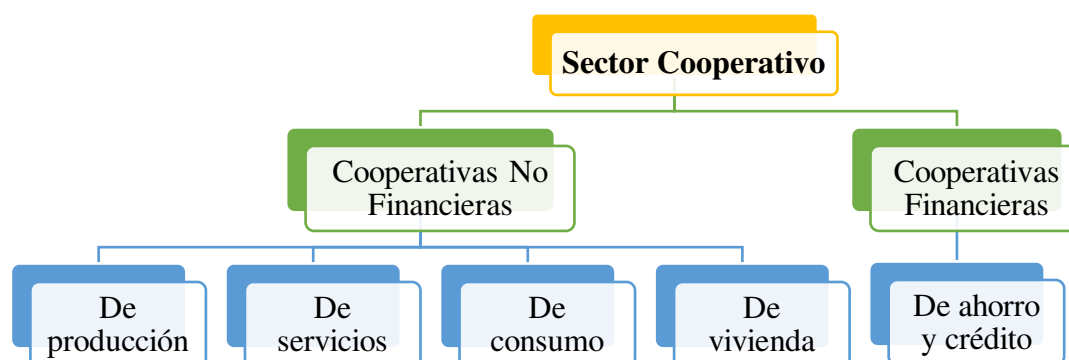 Sector Cooperativo
Cooperativas No
Financieras
Cooperativas
Financieras
De
producción
De
servicios
De
consumo
De
vivienda
De ahorro
y crédito